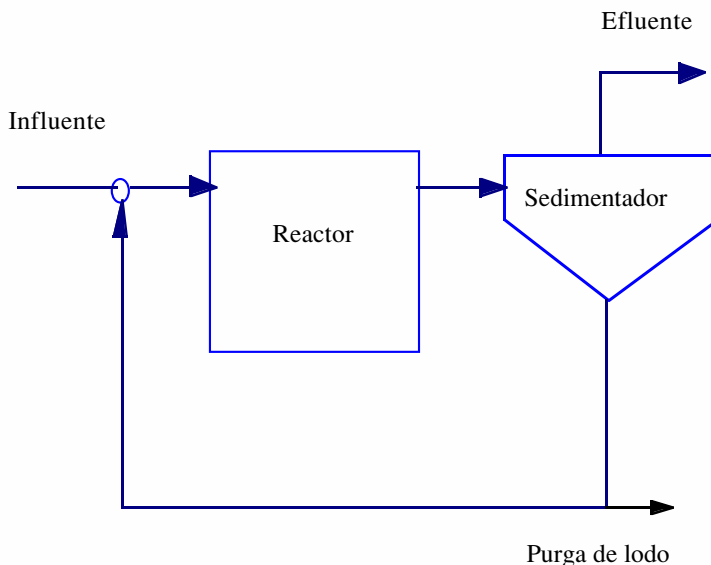 Efluente
Influente
Sedimentador
Reactor
Purga de lodo